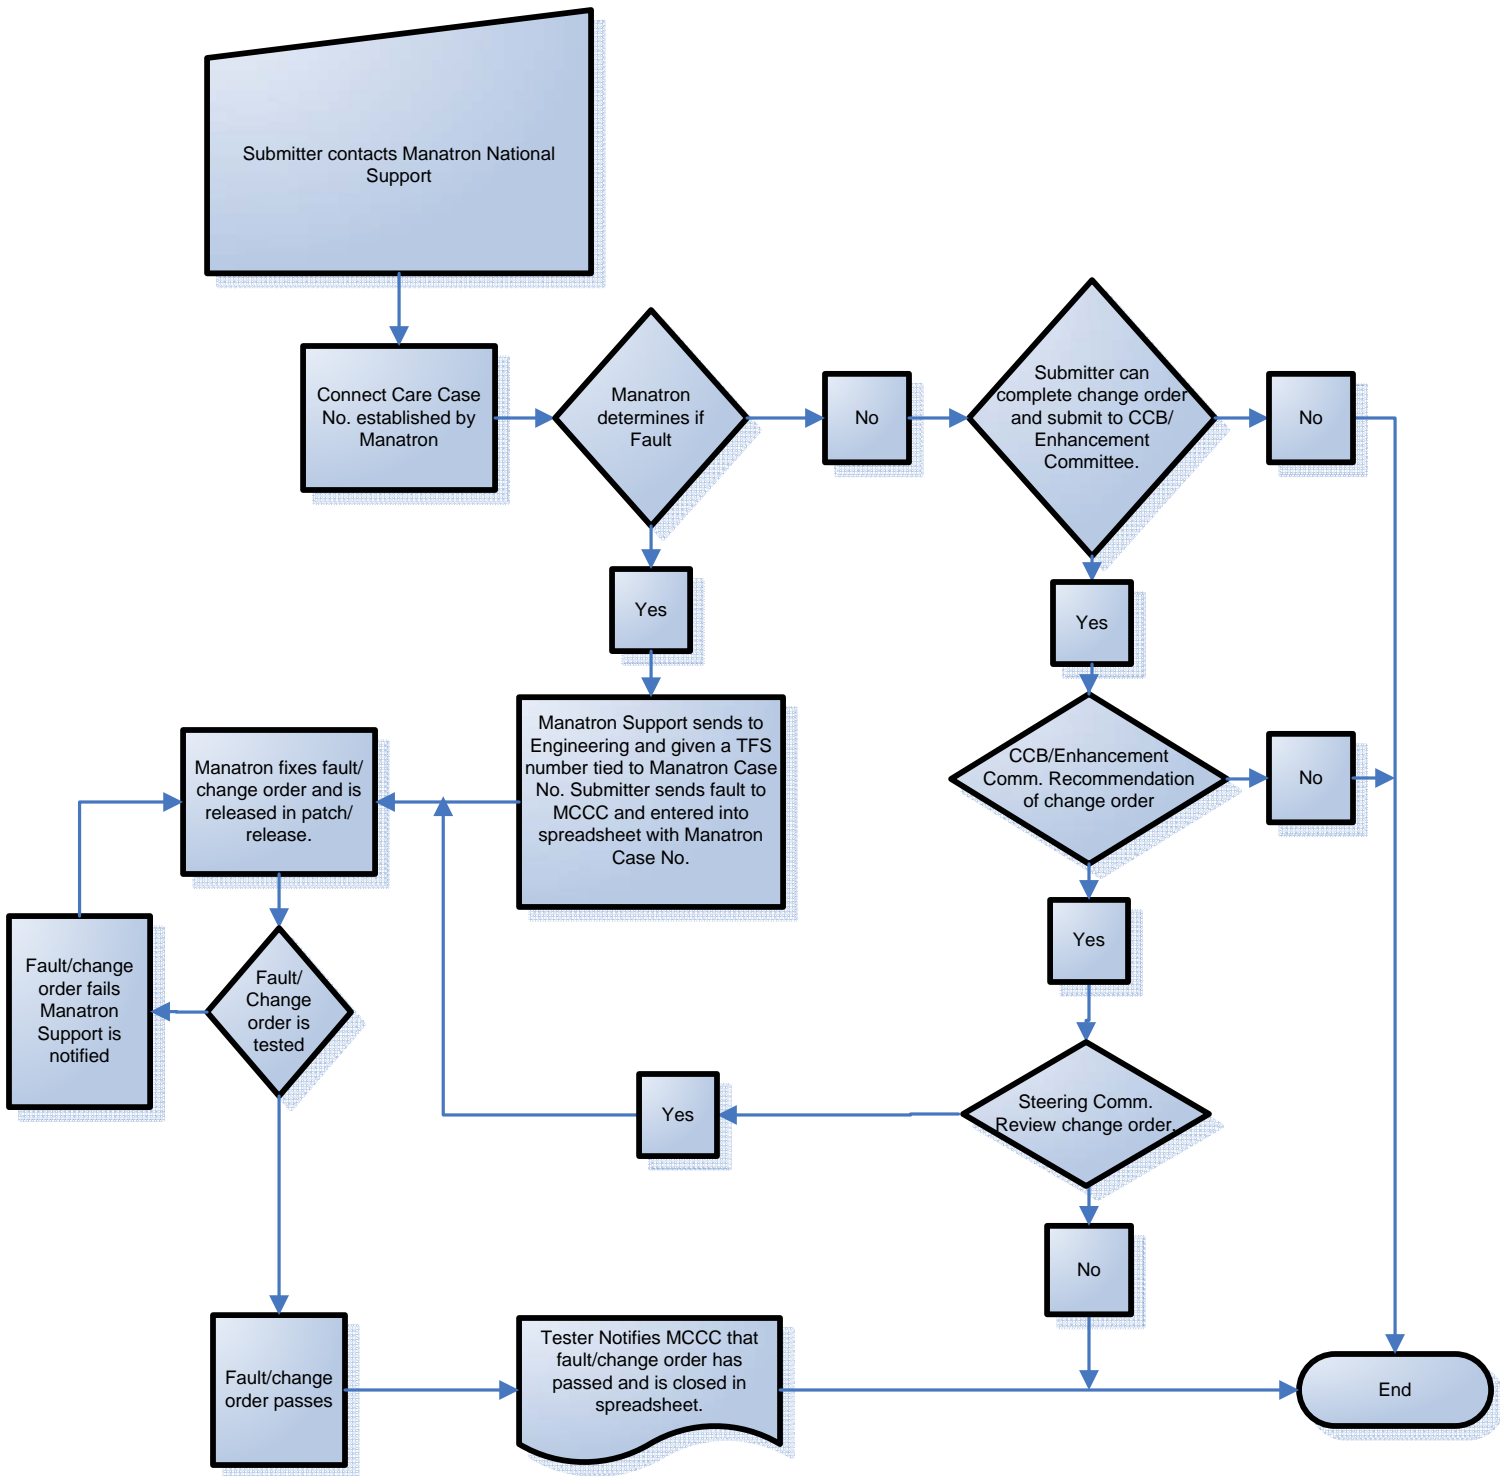 Submitter contacts Manatron National
Support
Connect Care Case
No. established by
Manatron
Manatron
determines if
Fault
No
Submitter can
complete change order
and submit to CCB/
Enhancement
Committee.
No
Yes
Yes
Manatron Support sends to
Engineering and given a TFS
number tied to Manatron Case
No. Submitter sends fault to
MCCC and entered into
spreadsheet with Manatron
Case No.
CCB/Enhancement
Comm. Recommendation
of change order
No
Manatron fixes fault/
change order and is
released in patch/
release.
Yes
Fault/change
order fails
Manatron
Support is
notified
Fault/
Change
order is
tested
Yes
Steering Comm.
Review change order.
No
Fault/change
order passes
Tester Notifies MCCC that
fault/change order has
passed and is closed in
spreadsheet.
End